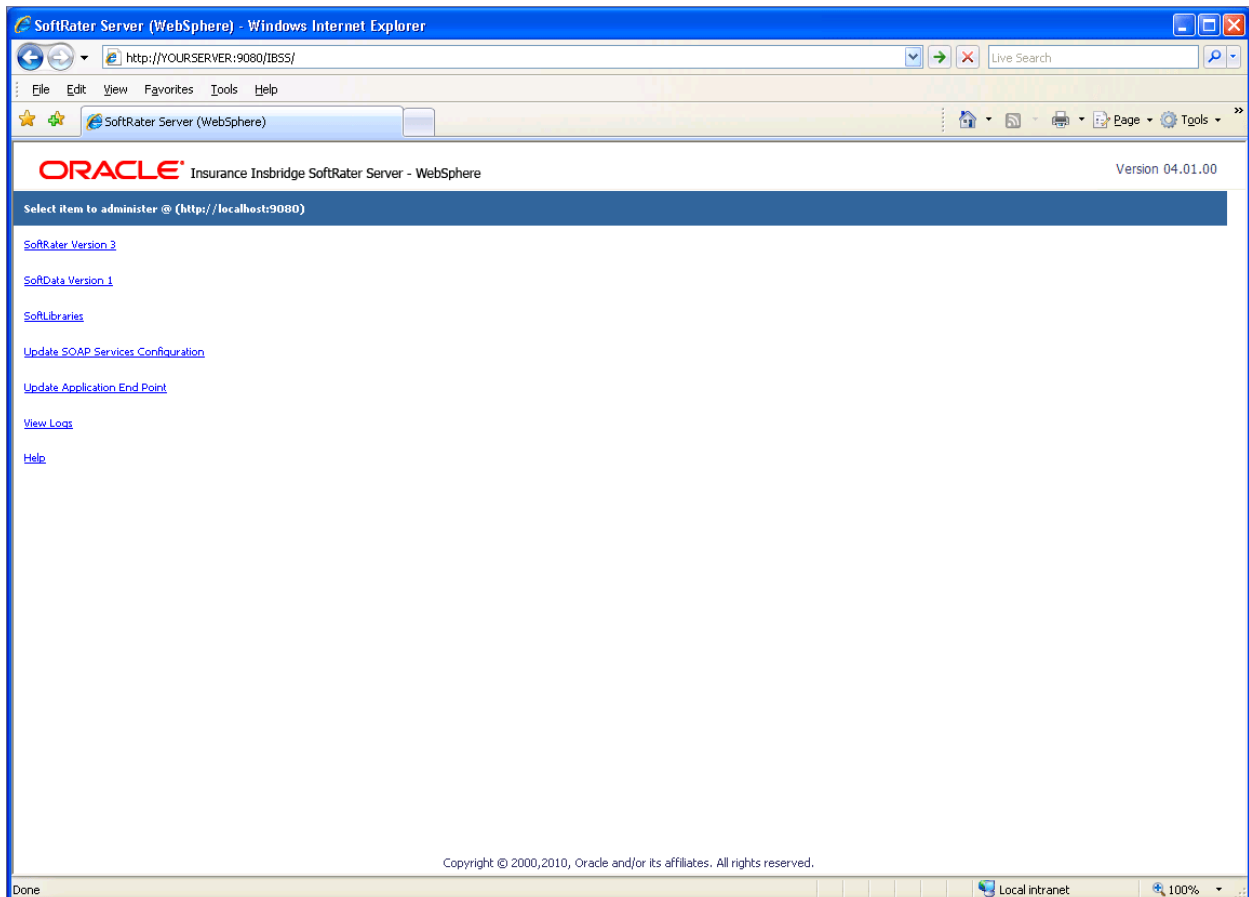 SoftRater Server (WebSphere) - Windows Internet Explorer
http://YOURSERVER:9080/IBSS/
Live Search
File Edit View Favorites Tools Help
SoftRater Server (WebSphere)
Page Tools »
ORACLE® Insurance Insbridge SoftRater Server - WebSphere
Version 04.01.00
Select item to administer @ (http://localhost:9080)
SoftRater Version 3
SoftData Version 1
SoftLibraries
Update SOAP Services Configuration
Update Application End Point
View Logs
Help
Copyright © 2000,2010, Oracle and/or its affiliates. All rights reserved.
Done
Local intranet
100%